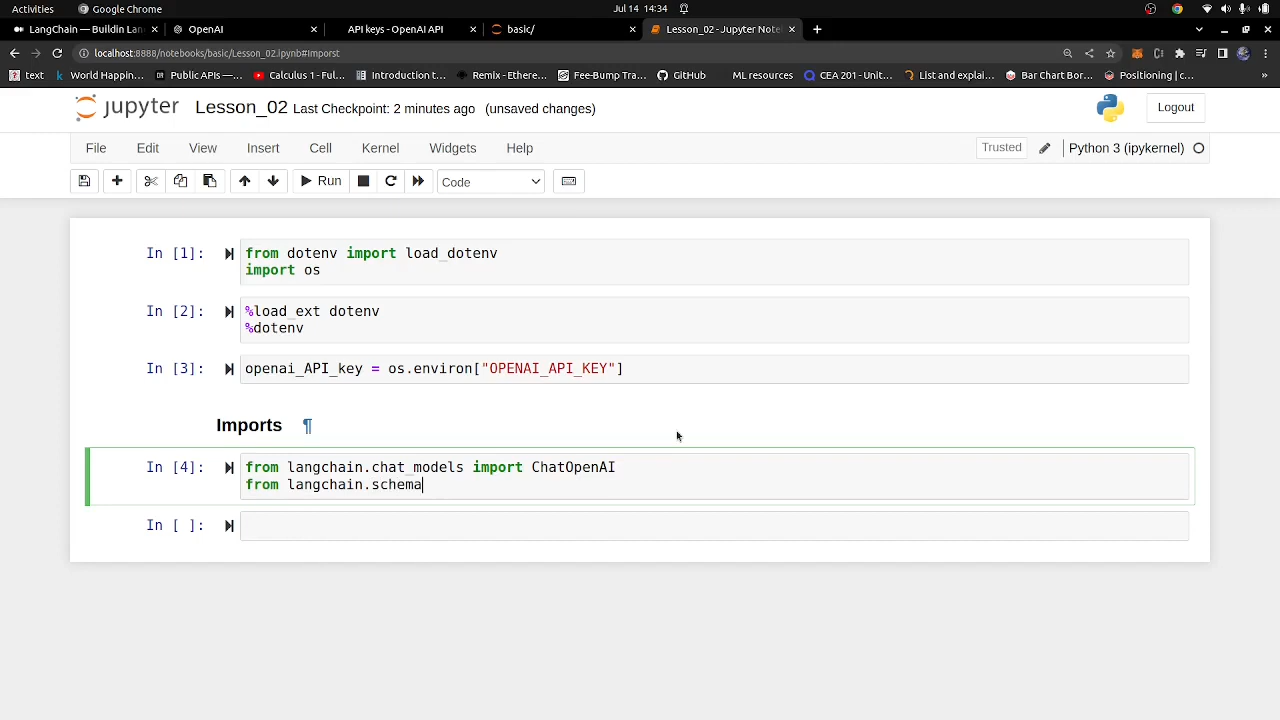 Activities Google Chrome Jul 14 14:34
LangChain — Buildin Lan OpenAI API keys - OpenAI API basic/ Lesson_02 - Jupyter Note
localhost:8888/notebooks/basic/Lesson_02.ipynb#Imporst
text World Happin… Public APIs —… Calculus 1 - Ful… Introduction t… Remix - Ethere… Fee-Bump Tra… GitHub ML resources CEA 201 - Unit… List and explai… Bar Chart Bor… Positioning | c… »
jupyter Lesson_02 Last Checkpoint: 2 minutes ago (unsaved changes) Logout
File Edit View Insert Cell Kernel Widgets Help Trusted Python 3 (ipykernel)
Run Code
In [1]: from dotenv import load_dotenv
import os
In [2]: %load_ext dotenv
%dotenv
In [3]: openai_API_key = os.environ["OPENAI_API_KEY"]
Imports ¶
In [4]: from langchain.chat_models import ChatOpenAI
from langchain.schema
In [ ]: